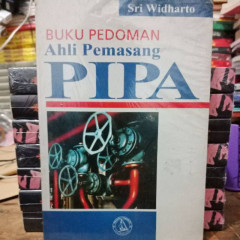 Sri Widharto
BUKU PEDOMAN
Ahli Pemasang
PIPA